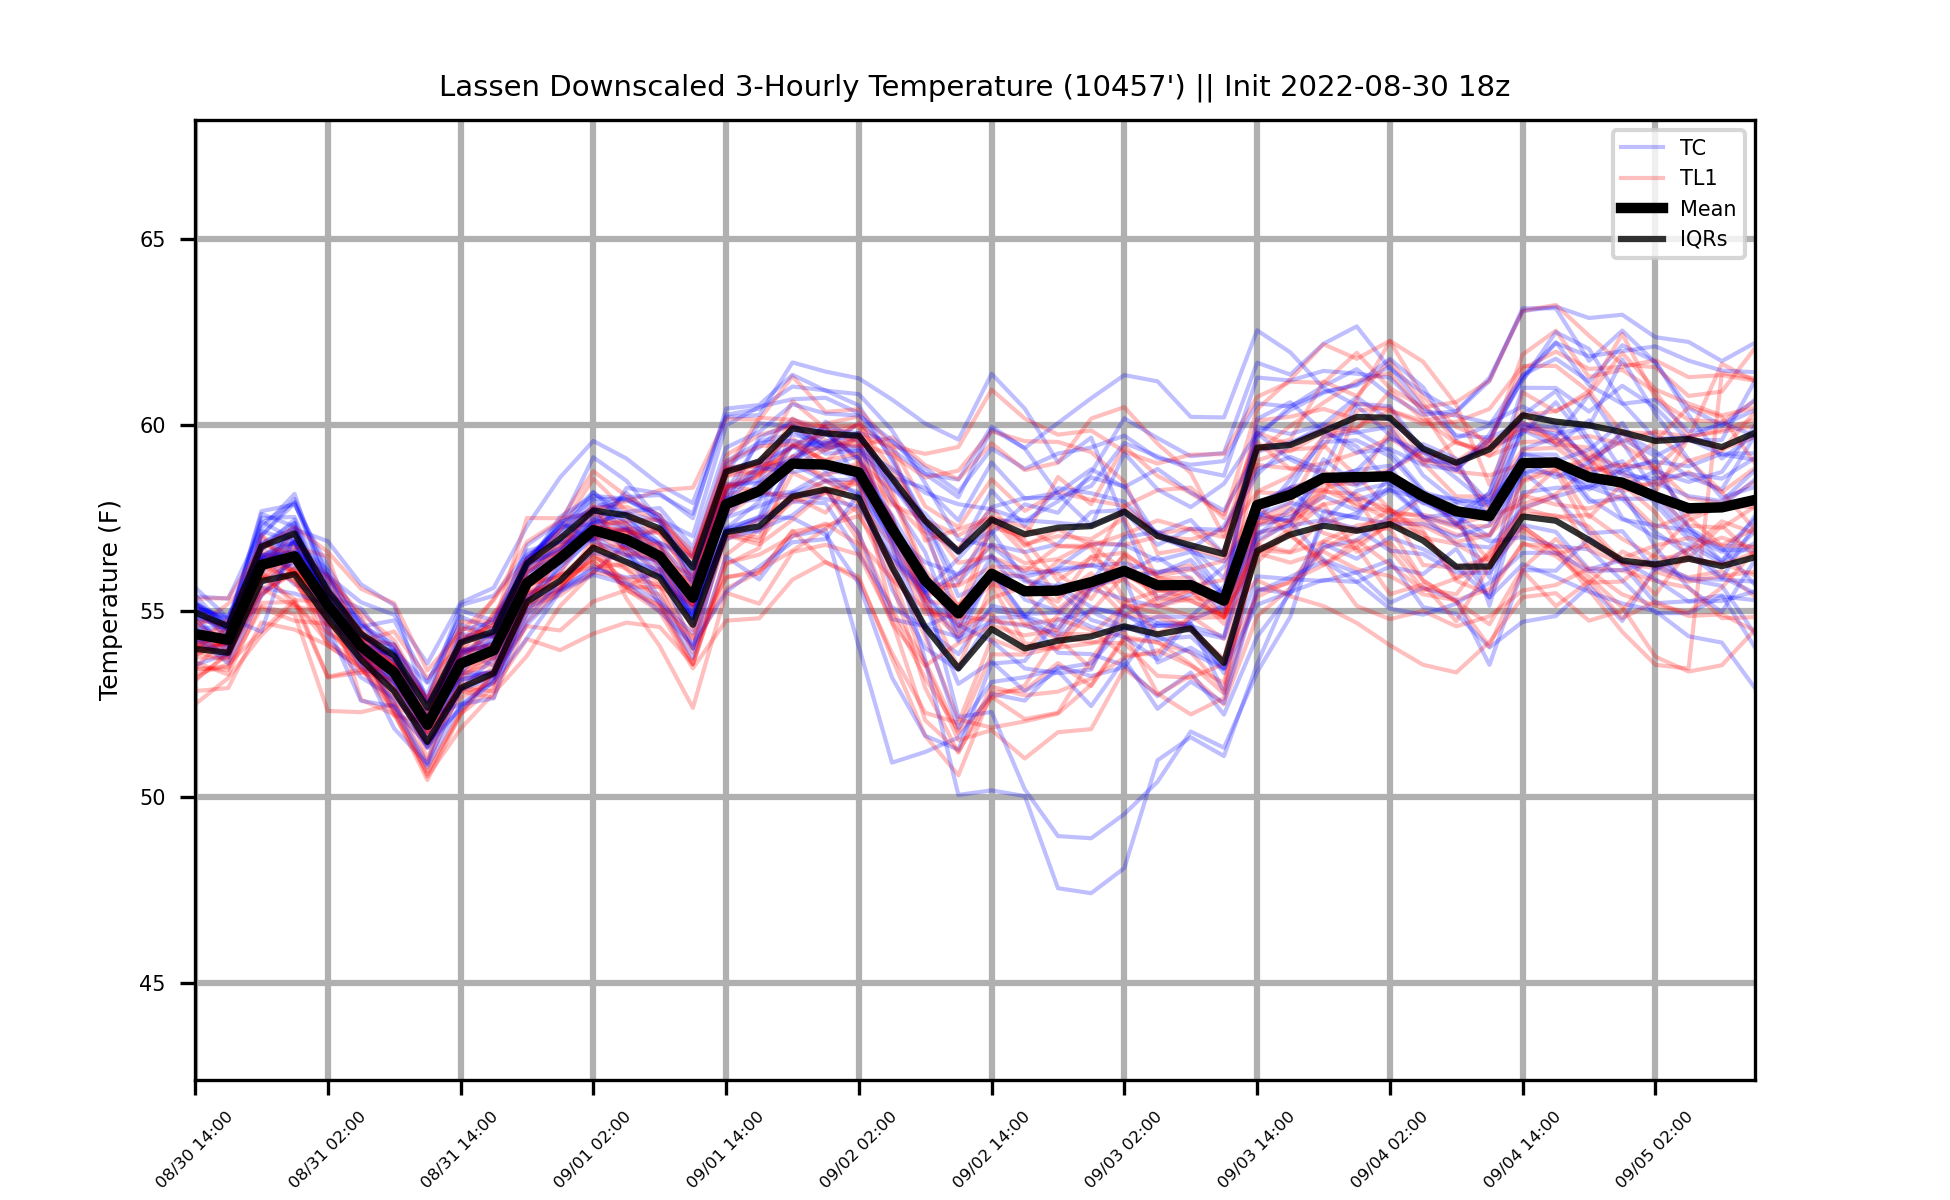 Lassen Downscaled 3-Hourly Temperature (10457') || Init 2022-08-30 18z
TC
TL1
Mean
IQRs
Temperature (F)
65
60
55
50
45
08/30 14:00
08/31 02:00
08/31 14:00
09/01 02:00
09/01 14:00
09/02 02:00
09/02 14:00
09/03 02:00
09/03 14:00
09/04 02:00
09/04 14:00
09/05 02:00